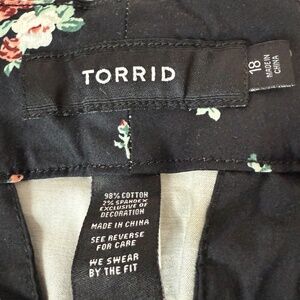 TORRID
18
MADE IN
CHINA
98% COTTON
2% SPANDEX
EXCLUSIVE OF
DECORATION
MADE IN CHINA
SEE REVERSE
FOR CARE
WE SWEAR
BY THE FIT